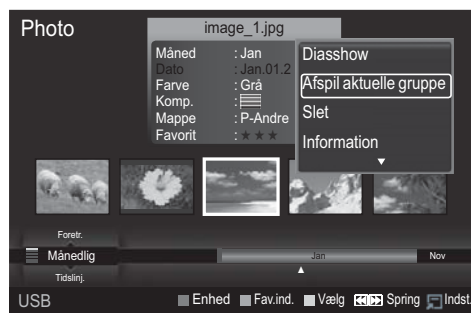 Photo
image_1.jpg
Måned : Jan
Dato : Jan.01.2
Farve : Grå
Komp. :
Mappe : P-Andre
Favorit : ★★★
Diasshow
Afspil aktuelle gruppe
Slet
Information
Foretr.
Månedlig
Jan
Nov
Tidslinj.
USB
Enhed
Fav.ind.
Vælg
Spring
Indst.